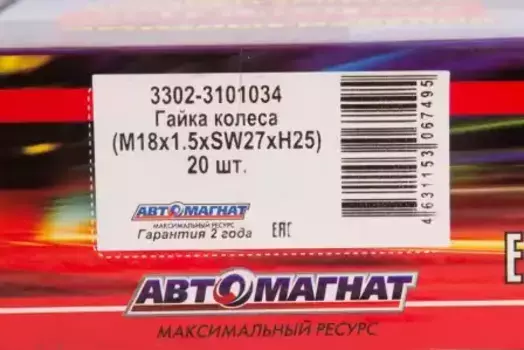 3302-3101034
Гайка колеса
(M18x1.5xSW27xH25)
20 шт.
АВТОМАГНАТ
МАКСИМАЛЬНЫЙ РЕСУРС
Гарантия 2 года
EAC
4631153067495
АВТОМАГНАТ
МАКСИМАЛЬНЫЙ РЕСУРС